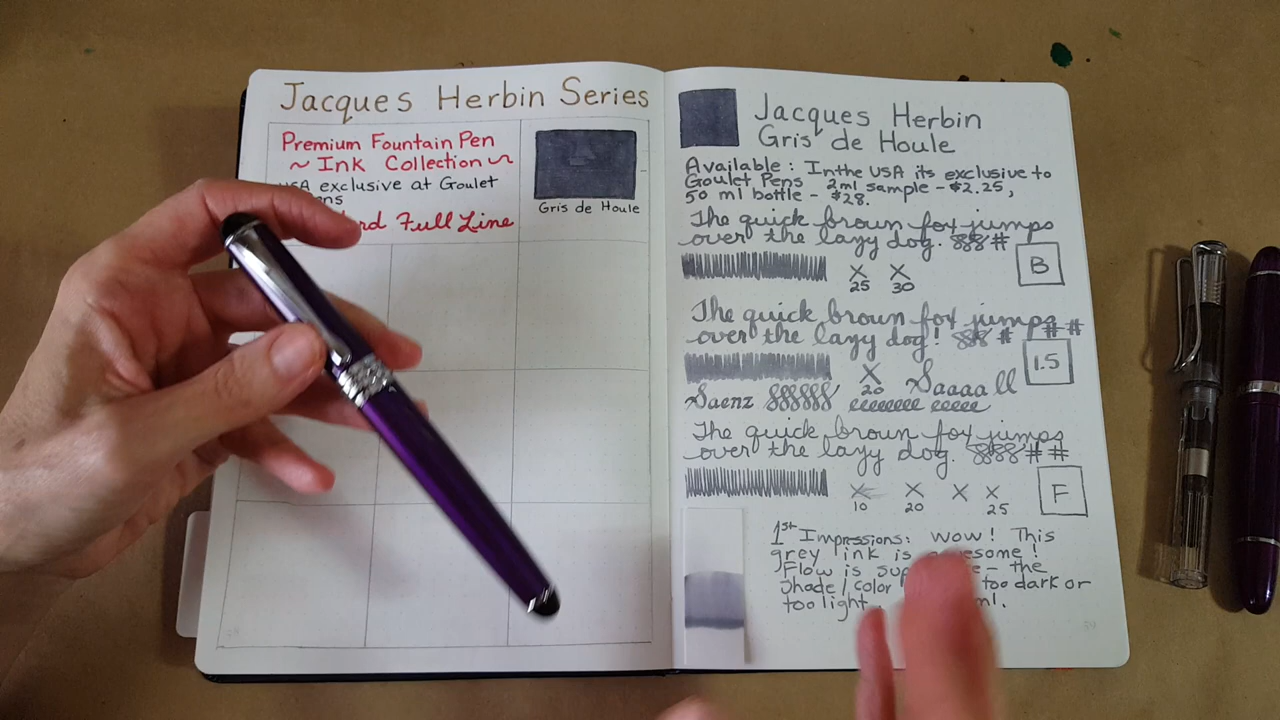 Jacques Herbin Series
Premium Fountain Pen
~ Ink Collection ~
USA exclusive at Goulet
Full Line
Gris de Houle
Jacques Herbin
Gris de Houle
Available: In the USA its exclusive to
Goulet Pens 2ml sample - $2.25,
50 ml bottle - $28.
The quick brown fox jumps
over the lazy dog. 888 #
B
X X
25 30
The quick brown fox jumps # #
over the lazy dog! 88 #
1.5
X
20
Saenz Saaaall
eeeeeeee eeeee
The quick brown fox jumps
over the lazy dog. 888 # #
F
X X X X
10 20 25
1st Impressions: Wow! This
grey ink is awesome!
Flow is - the
shade/color too dark or
too light.
34